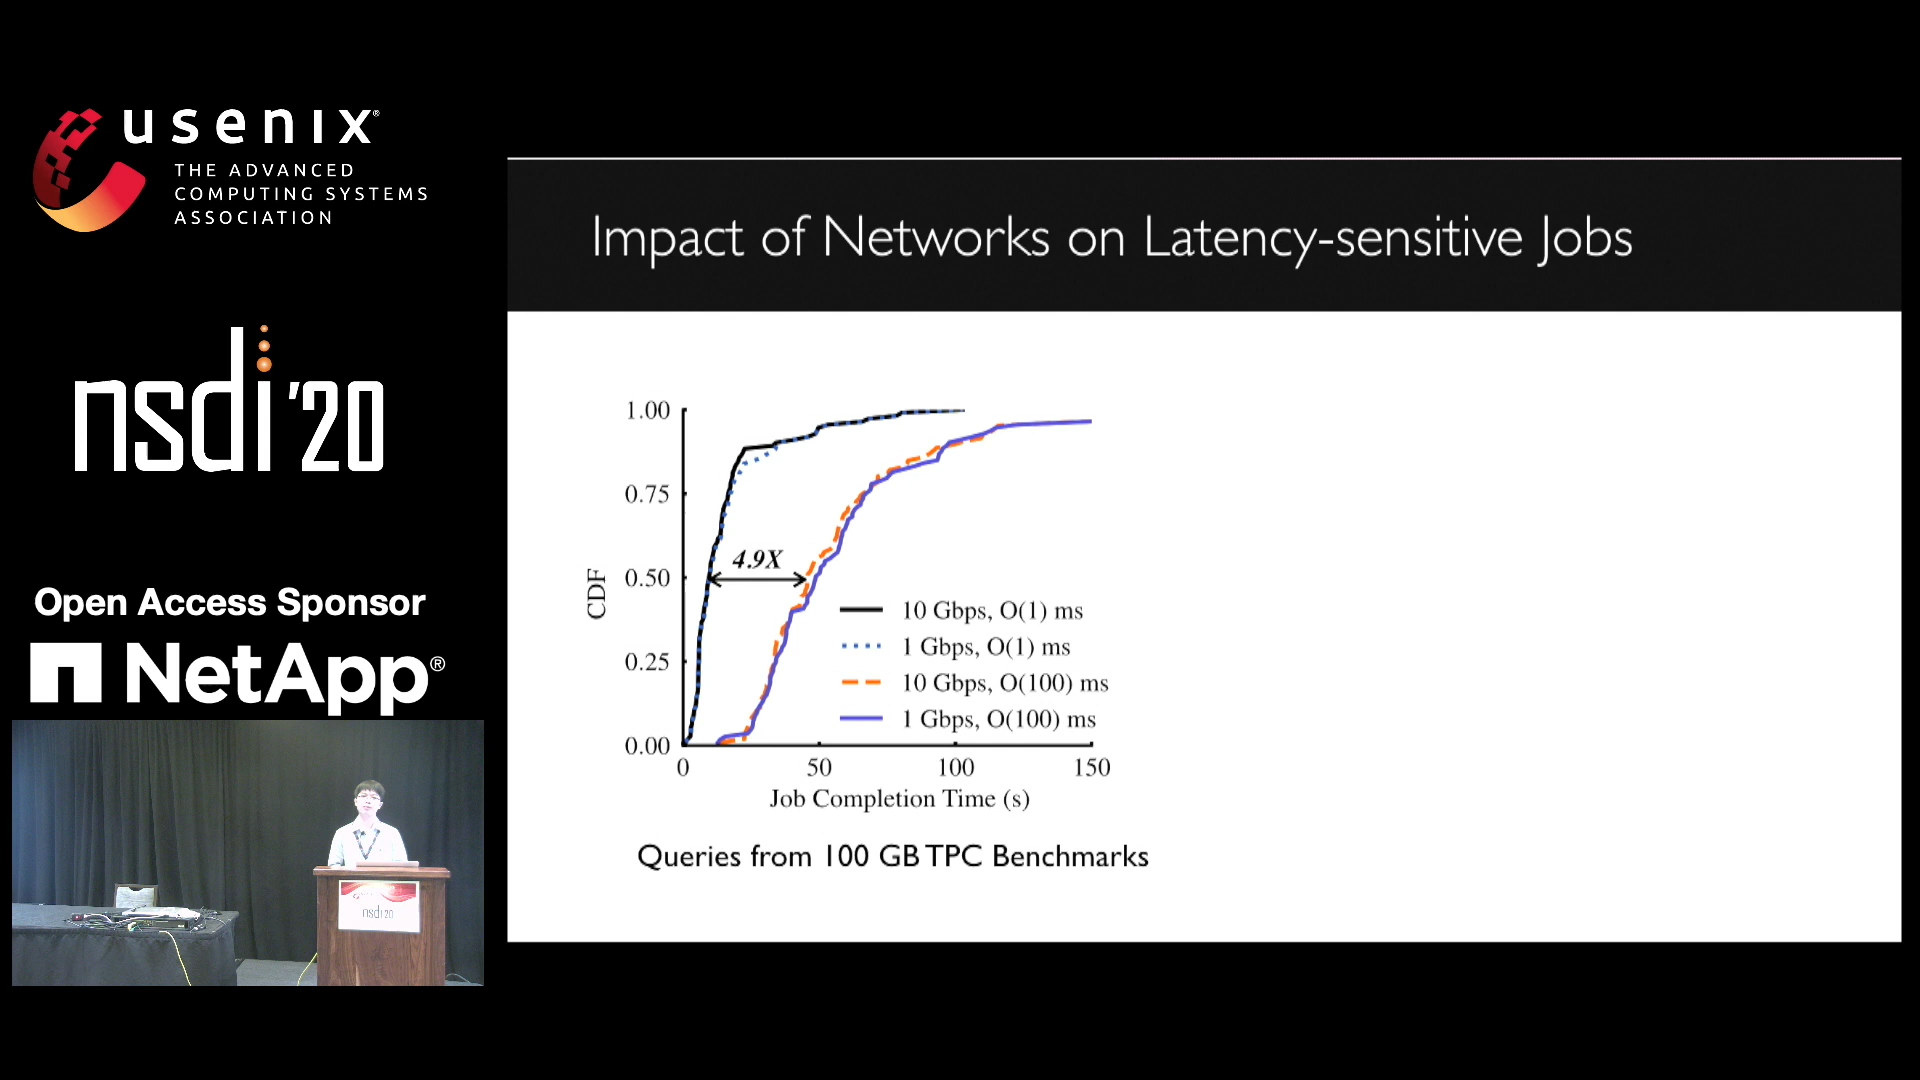 usenix®
THE ADVANCED
COMPUTING SYSTEMS
ASSOCIATION
nsdi '20
Open Access Sponsor
NetApp®
nsdi 20
Impact of Networks on Latency-sensitive Jobs
1.00
0.75
0.50
0.25
0.00
CDF
4.9X
10 Gbps, O(1) ms
1 Gbps, O(1) ms
10 Gbps, O(100) ms
1 Gbps, O(100) ms
0 50 100 150
Job Completion Time (s)
Queries from 100 GB TPC Benchmarks